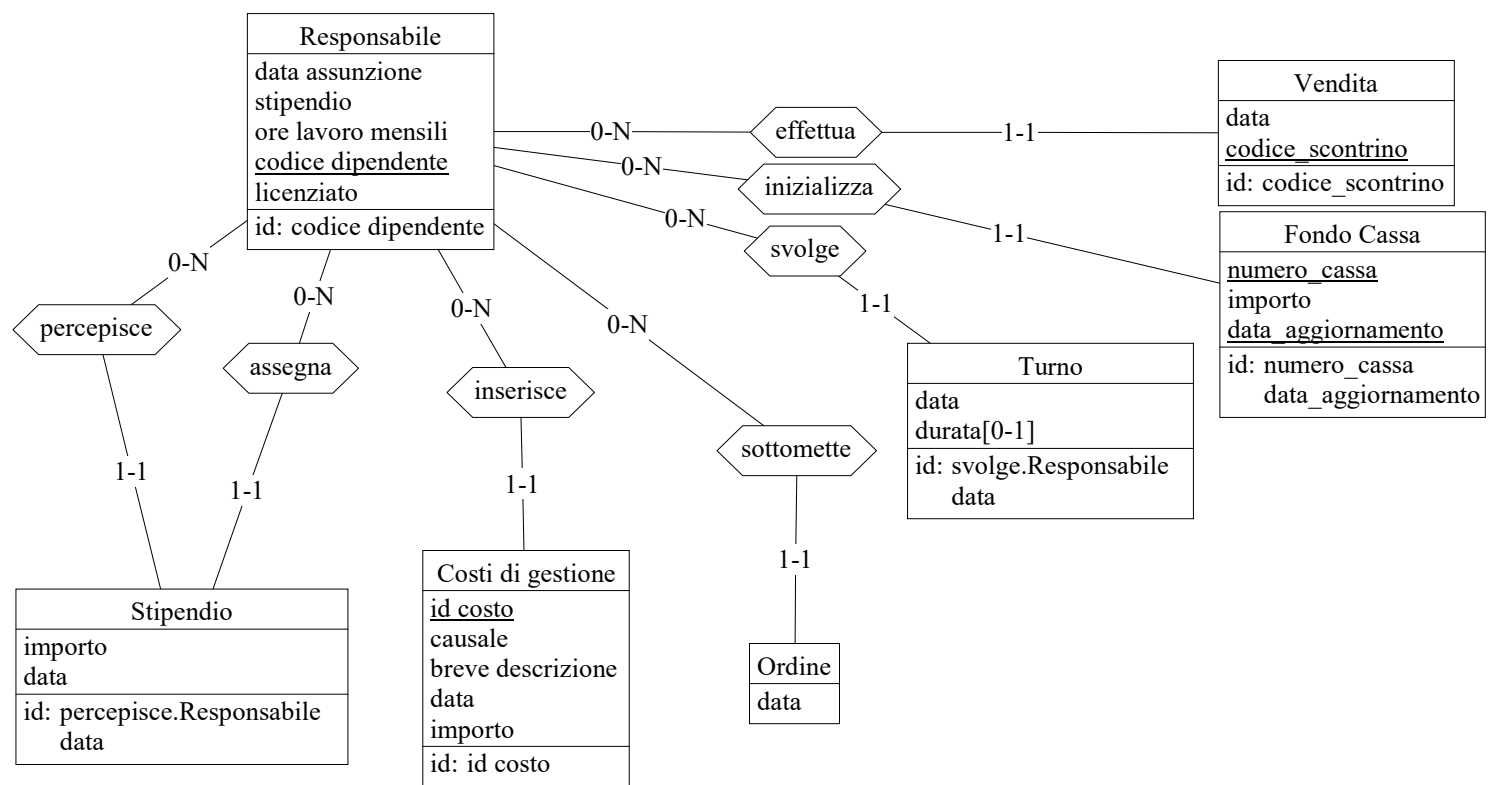 Responsabile
data assunzione
stipendio
ore lavoro mensili
codice dipendente
licenziato
id: codice dipendente
0-N
effettua
1-1
Vendita
data
codice_scontrino
id: codice_scontrino
0-N
inizializza
1-1
Fondo Cassa
numero_cassa
importo
data_aggiornamento
id: numero_cassa
data_aggiornamento
0-N
svolge
1-1
Turno
data
durata[0-1]
id: svolge.Responsabile
data
0-N
percepisce
1-1
0-N
assegna
1-1
Stipendio
importo
data
id: percepisce.Responsabile
data
0-N
inserisce
1-1
Costi di gestione
id costo
causale
breve descrizione
data
importo
id: id costo
0-N
sottomette
1-1
Ordine
data